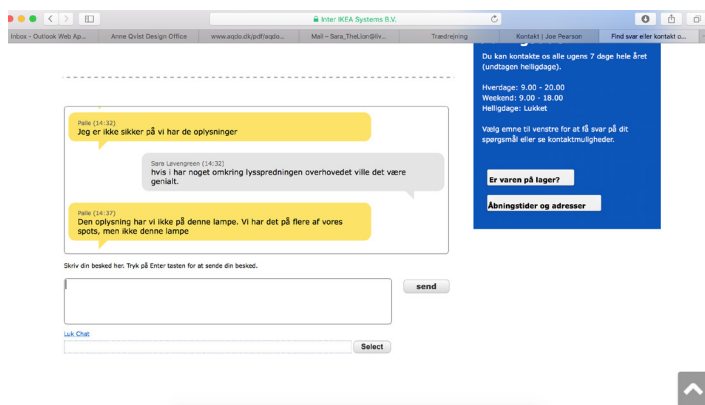 Inter IKEA Systems B.V.
Inbox – Outlook Web Ap...
Anne Qvist Design Office
www.aqdo.dk/pdf/aqdo...
Mail – Sara_TheLion@liv...
Trædrejning
Kontakt | Joe Pearson
Find svar eller kontakt o...
Du kan kontakte os alle ugens 7 dage hele året
(undtagen helligdage).
Hverdage: 9.00 - 20.00
Weekend: 9.00 - 18.00
Helligdage: Lukket
Vælg emne til venstre for at få svar på dit
spørgsmål eller se kontaktmuligheder.
Er varen på lager?
Åbningstider og adresser
Palle (14:32)
Jeg er ikke sikker på vi har de oplysninger
Sara Løvengreen (14:32)
hvis i har noget omkring lysspredningen overhovedet ville det være
genialt.
Palle (14:37)
Den oplysning har vi ikke på denne lampe. Vi har det på flere af vores
spots, men ikke denne lampe
Skriv din besked her. Tryk på Enter tasten for at sende din besked.
send
Luk Chat
Select